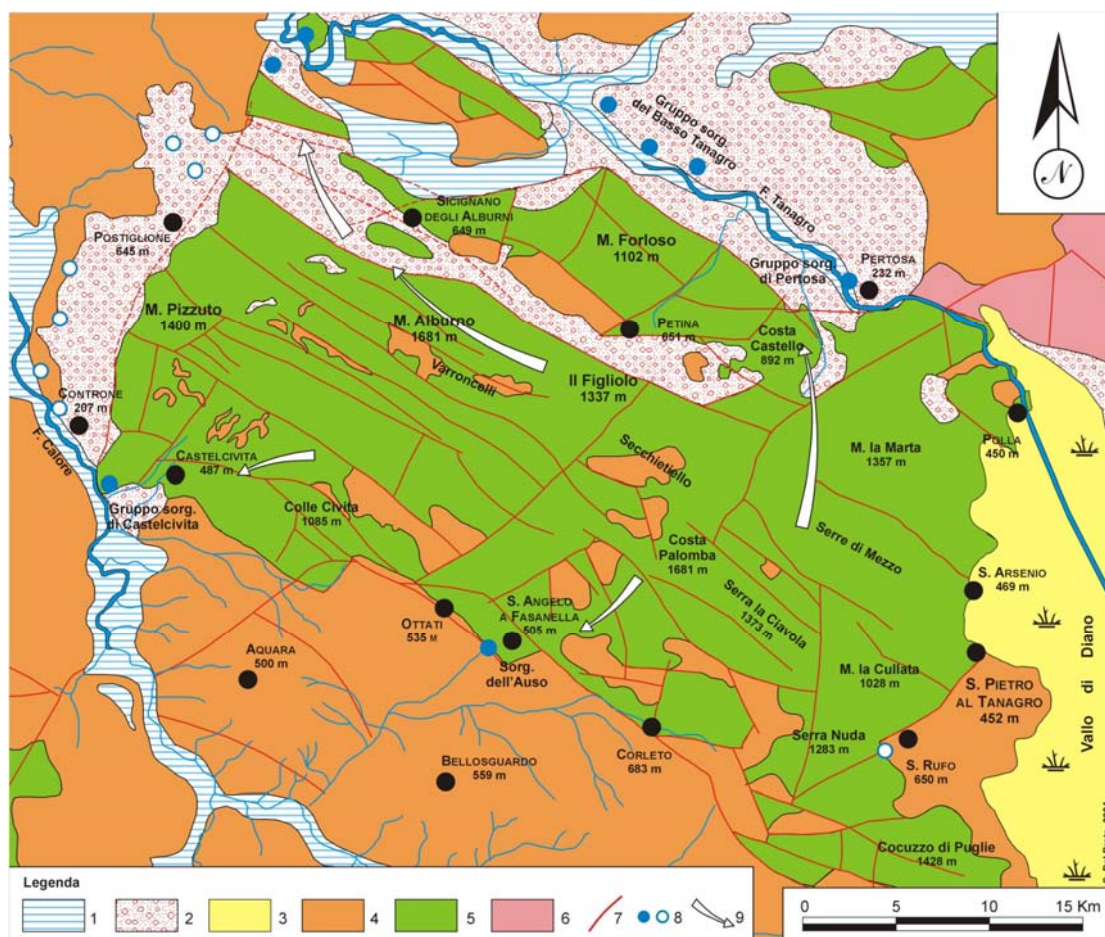 Gruppo sorg.
del Basso Tanagro
F. Tanagro
SICIGNANO
DEGLI ALBURNI
649 m
POSTIGLIONE
645 m
M. Forloso
1102 m
Gruppo sorg.
di Pertosa
PERTOSA
232 m
M. Pizzuto
1400 m
M. Alburno
1681 m
PETINA
651 m
Costa
Castello
892 m
Varroncelli
Il Figliolo
1337 m
CONTRONE
207 m
F. Calore
M. la Marta
1357 m
POLLA
450 m
CASTELCIVITA
487 m
Secchietiello
Gruppo sorg.
di Castelcivita
Colle Civita
1085 m
Costa
Palomba
1681 m
Serre di Mezzo
S. ARSENIO
469 m
Serra la Ciavola
1373 m
OTTATI
535 M
S. ANGELO
A FASANELLA
505 m
Sorg.
dell'Auso
AQUARA
500 m
M. la Cullata
1028 m
S. PIETRO
AL TANAGRO
452 m
Vallo di Diano
BELLOSGUARDO
559 m
CORLETO
683 m
Serra Nuda
1283 m
S. RUFO
650 m
Cocuzzo di Puglie
1428 m
N
Legenda
1 2 3 4 5 6 7 8 9
0 5 10 15 Km